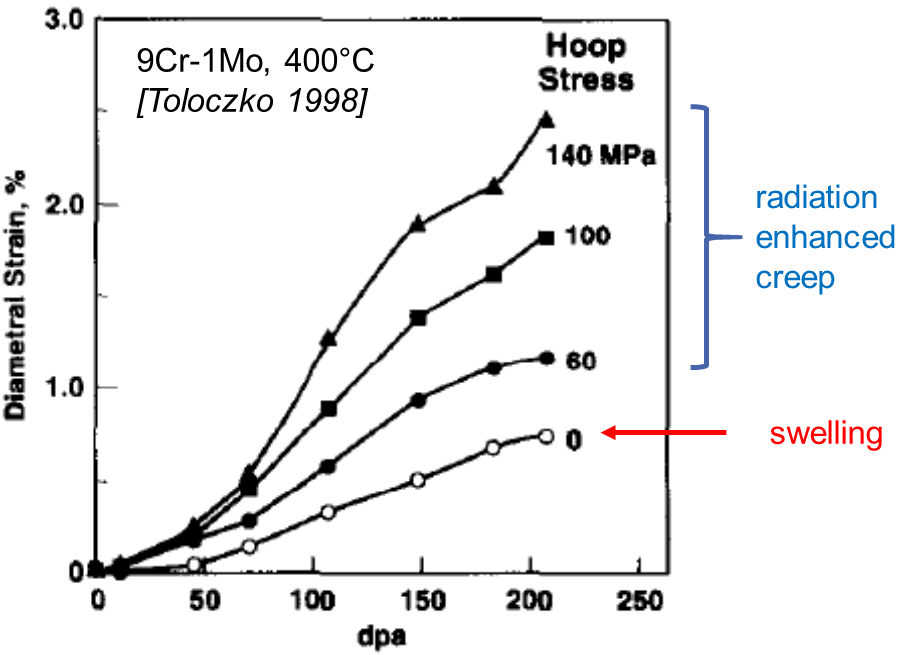 3.0
9Cr-1Mo, 400°C
[Toloczko 1998]
Hoop
Stress
140 MPa
radiation
enhanced
creep
2.0
100
Diametral Strain, %
1.0
60
0
swelling
0
0
50
100
150
200
250
dpa